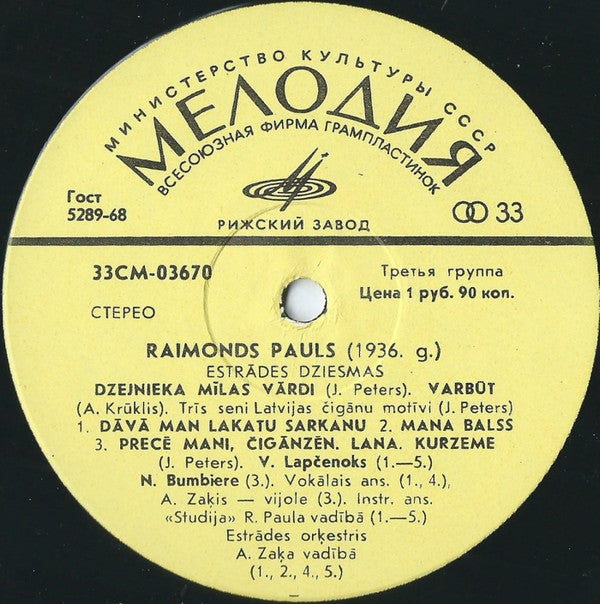 МИНИСТЕРСТВО КУЛЬТУРЫ СССР
МЕЛОДИЯ
ВСЕСОЮЗНАЯ ФИРМА ГРАМПЛАСТИНОК
Гост
5289-68
33
РИЖСКИЙ ЗАВОД
33СМ-03670
Третья группа
Цена 1 руб. 90 коп.
СТЕРЕО
RAIMONDS PAULS (1936. g.)
ESTRĀDES DZIESMAS
DZEJNIEKA MĪLAS VĀRDI (J. Peters). VARBŪT
(A. Krūklis). Trīs seni Latvijas čigānu motīvi (J. Peters)
1. DĀVĀ MAN LAKATU SARKANU 2. MANA BALSS
3. PRECĒ MANI, ČIGĀNZĒN. LANA. KURZEME
(J. Peters). V. Lapčenoks (1.—5.)
N. Bumbiere (3.). Vokālais ans. (1.,4.),
A. Zaķis — vijole (3.). Instr. ans.
«Studija» R. Paula vadībā (1.—5.)
Estrādes orķestris
A. Zaķa vadībā
(1., 2., 4., 5.)